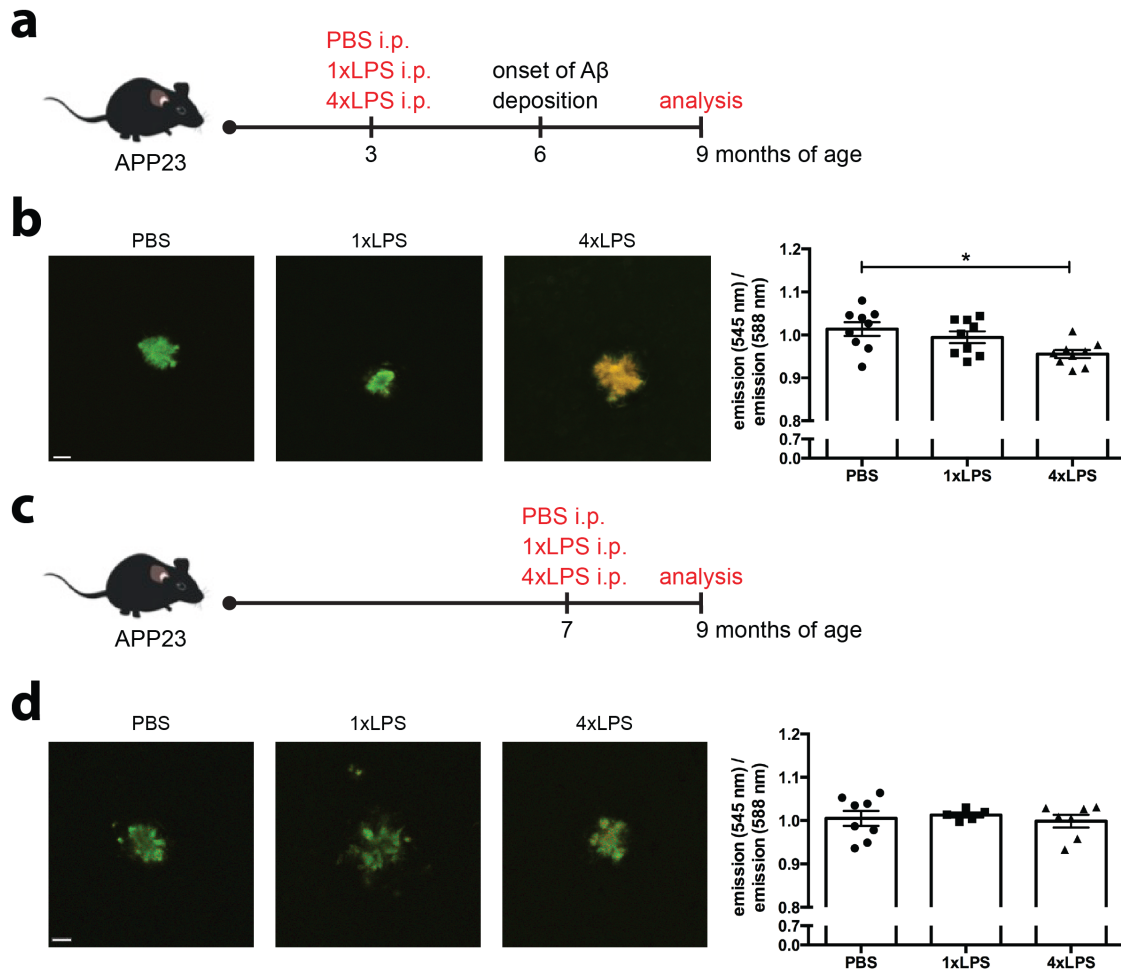 a
PBS i.p.
1xLPS i.p.
4xLPS i.p.
onset of Aβ
deposition
analysis
APP23
3
6
9 months of age
b
PBS
1xLPS
4xLPS
emission (545 nm) /
emission (588 nm)
1.2
1.1
1.0
0.9
0.8
0.7
0.0
*
PBS
1xLPS
4xLPS
c
PBS i.p.
1xLPS i.p.
4xLPS i.p.
analysis
APP23
7
9 months of age
d
PBS
1xLPS
4xLPS
emission (545 nm) /
emission (588 nm)
1.2
1.1
1.0
0.9
0.8
0.7
0.0
PBS
1xLPS
4xLPS